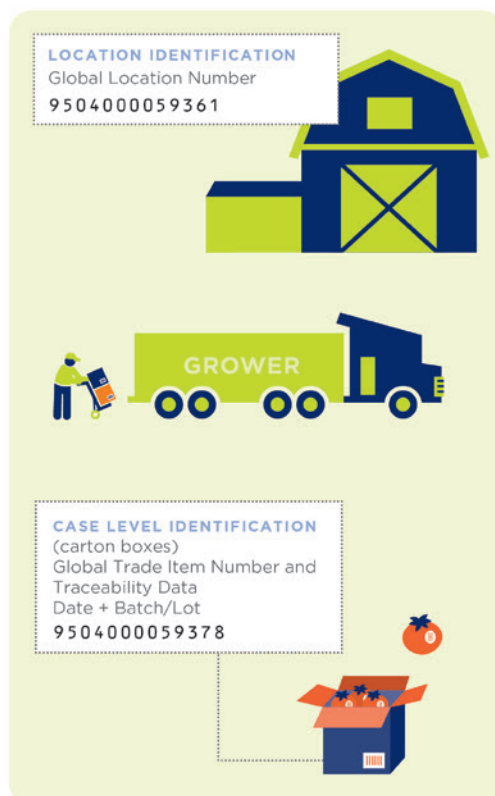 LOCATION IDENTIFICATION
Global Location Number
9504000059361
GROWER
CASE LEVEL IDENTIFICATION
(carton boxes)
Global Trade Item Number and
Traceability Data
Date + Batch/Lot
9504000059378